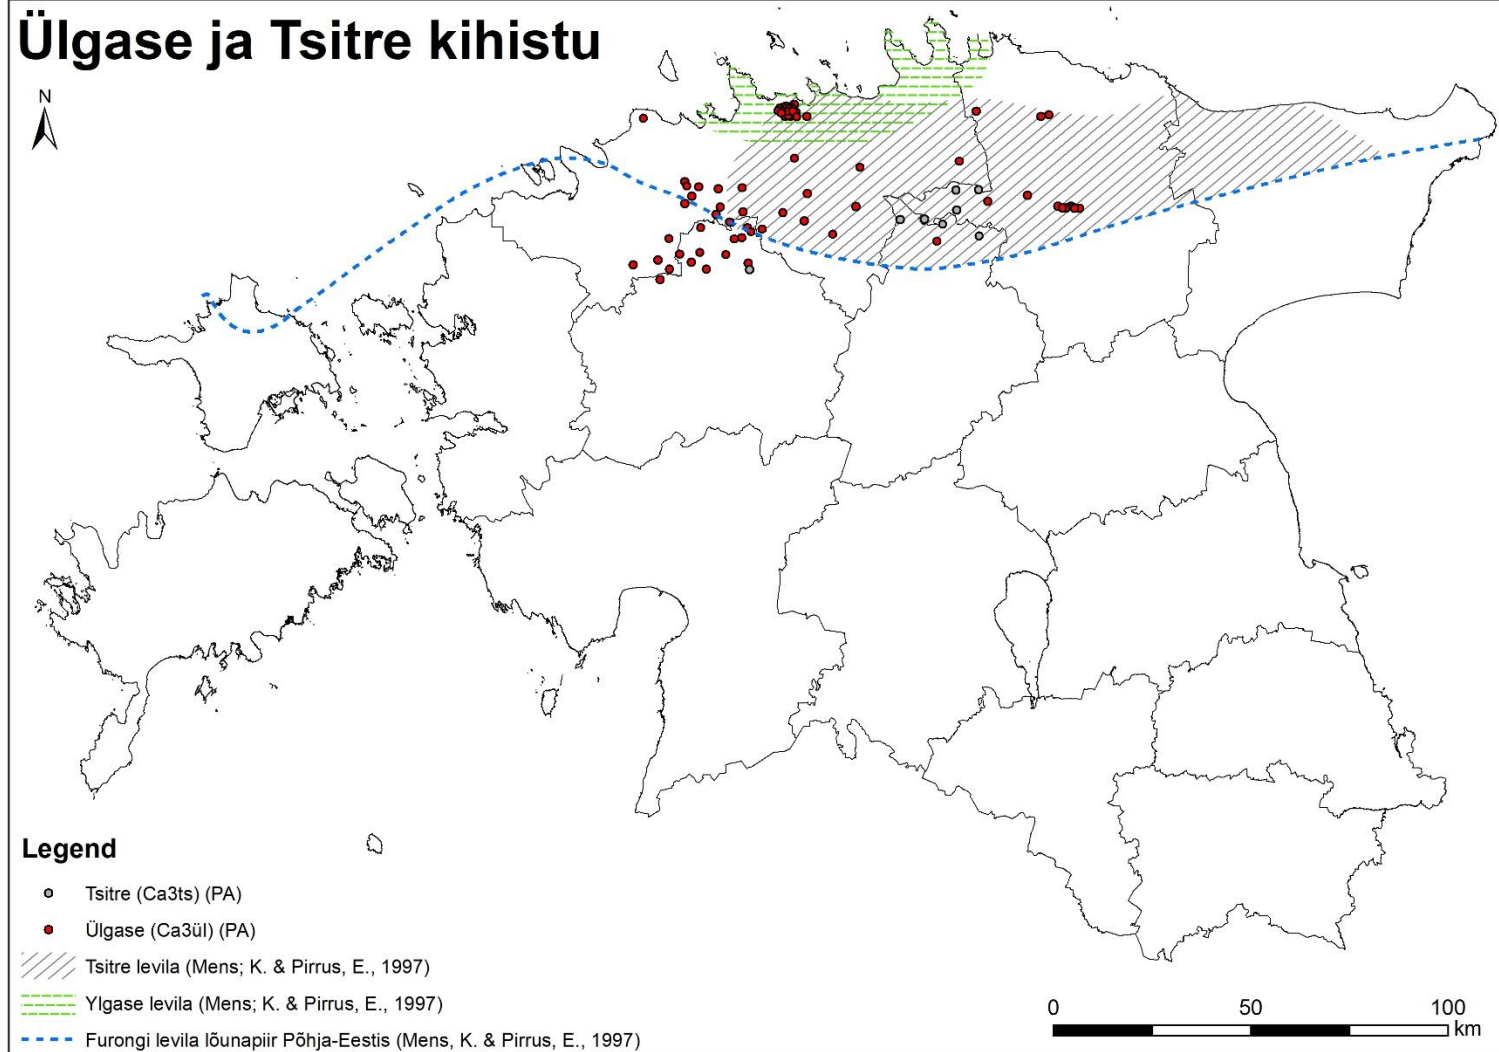 Ülgase ja Tsitre kihistu
N
Legend
Tsitre (Ca3ts) (PA)
Ülgase (Ca3ül) (PA)
Tsitre levila (Mens; K. & Pirrus, E., 1997)
Ylgase levila (Mens; K. & Pirrus, E., 1997)
Furongi levila lõunapiir Põhja-Eestis (Mens, K. & Pirrus, E., 1997)
0 50 100
km